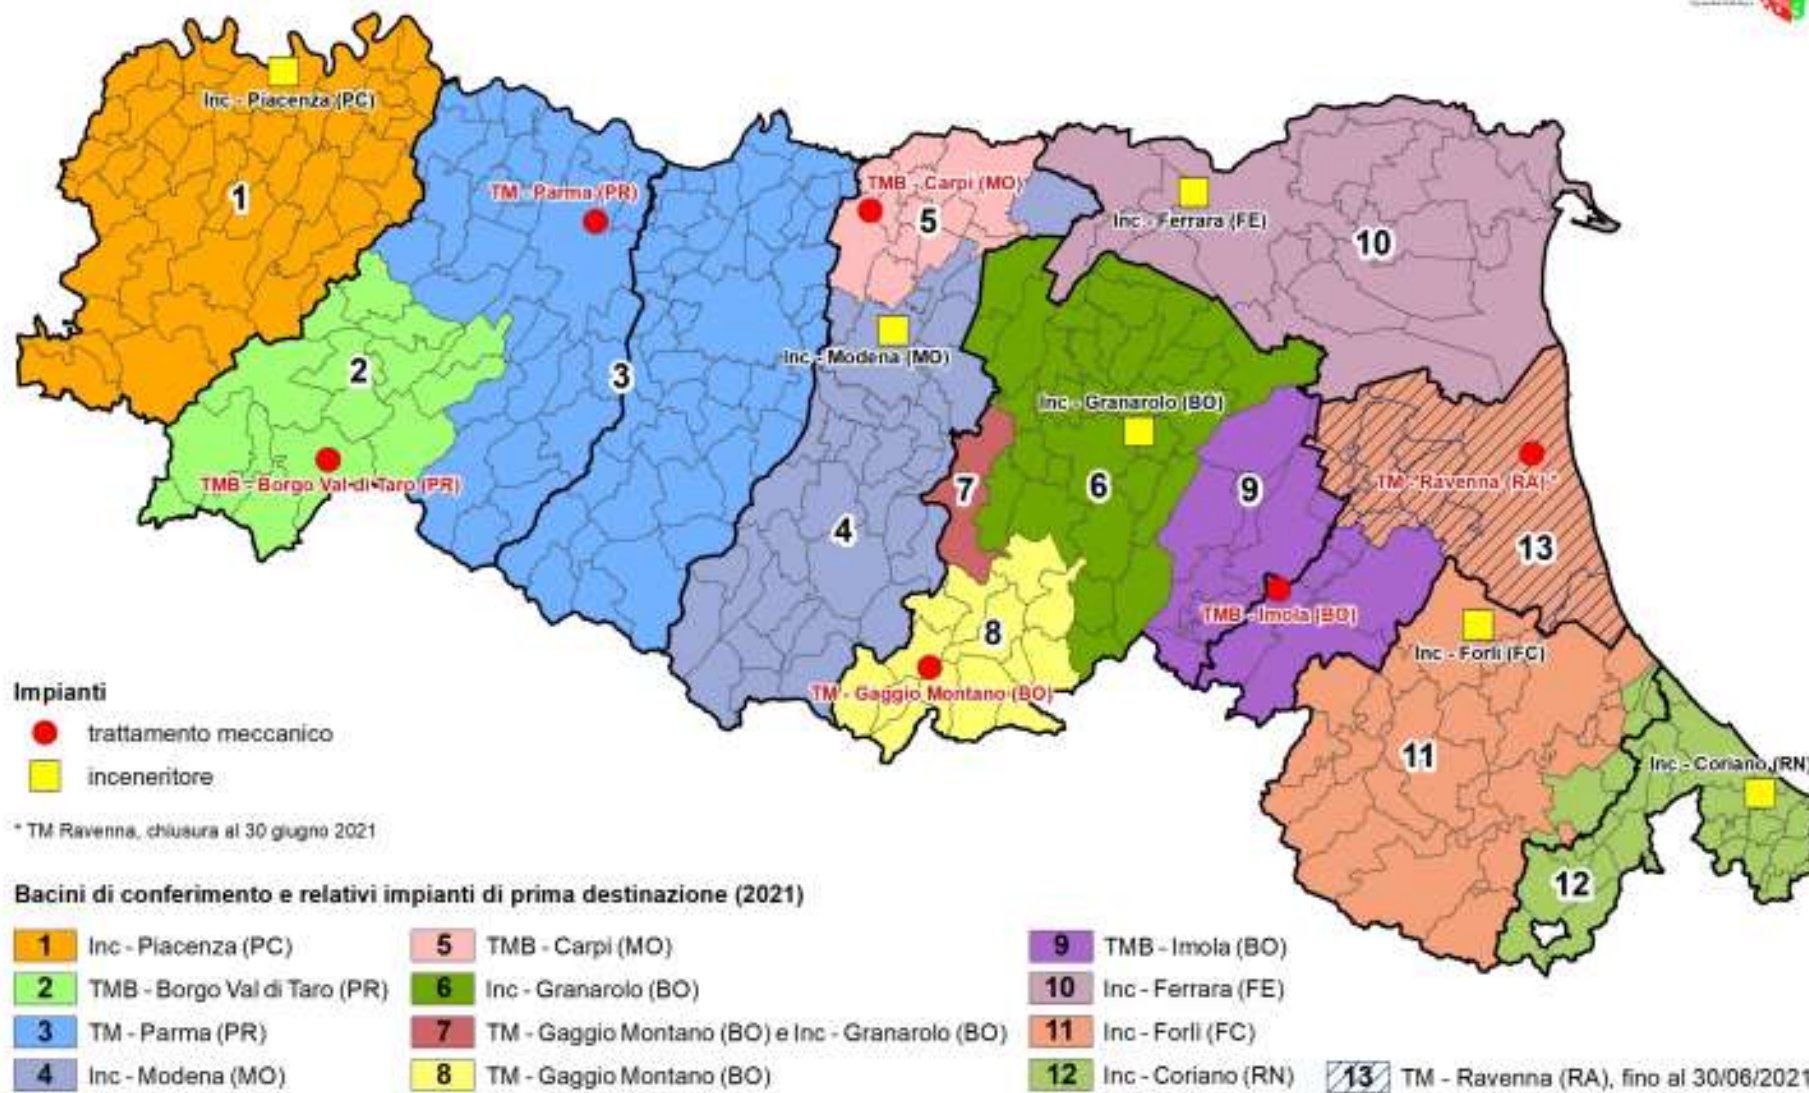 Inc - Piacenza (PC)
1
TM - Parma (PR)
TMB - Carpi (MO)
5
Inc - Ferrara (FE)
10
2
3
Inc - Modena (MO)
Inc - Granarolo (BO)
TMB - Borgo Val di Taro (PR)
7
6
9
TM - Ravenna (RA) *
4
13
8
TMB - Imola (BO)
Inc - Forlì (FC)
TM - Gaggio Montano (BO)
11
Inc - Coriano (RN)
12
Impianti
trattamento meccanico
inceneritore
* TM Ravenna, chiusura al 30 giugno 2021
Bacini di conferimento e relativi impianti di prima destinazione (2021)
1 Inc - Piacenza (PC)
2 TMB - Borgo Val di Taro (PR)
3 TM - Parma (PR)
4 Inc - Modena (MO)
5 TMB - Carpi (MO)
6 Inc - Granarolo (BO)
7 TM - Gaggio Montano (BO) e Inc - Granarolo (BO)
8 TM - Gaggio Montano (BO)
9 TMB - Imola (BO)
10 Inc - Ferrara (FE)
11 Inc - Forlì (FC)
12 Inc - Coriano (RN)
13 TM - Ravenna (RA), fino al 30/06/2021